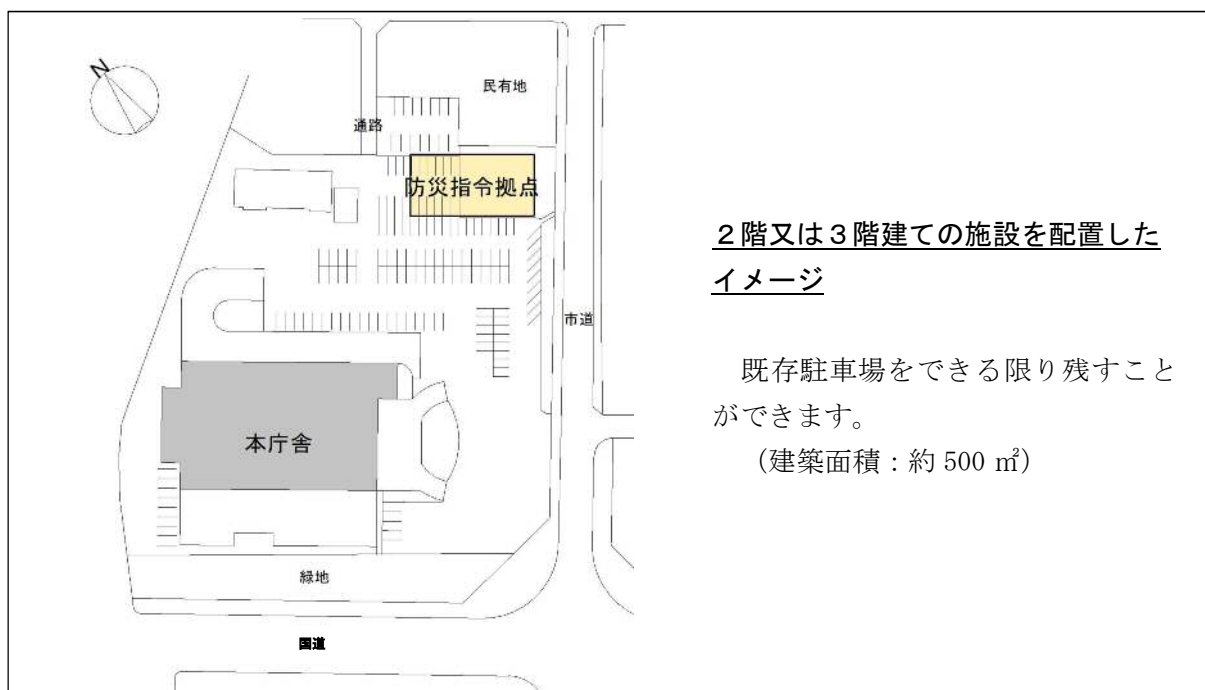 N
民有地
通路
防災指令拠点
市道
本庁舎
緑地
国道
２階又は３階建ての施設を配置した
イメージ
既存駐車場をできる限り残すこと
ができます。
（建築面積：約 500 ㎡）